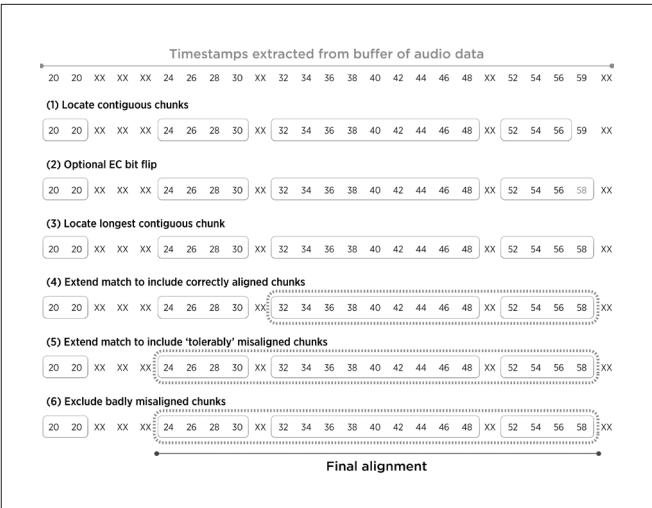 Timestamps extracted from buffer of audio data
20 20 XX XX XX 24 26 28 30 XX 32 34 36 38 40 42 44 46 48 XX 52 54 56 59 XX
(1) Locate contiguous chunks
20 20 XX XX XX 24 26 28 30 XX 32 34 36 38 40 42 44 46 48 XX 52 54 56 59 XX
(2) Optional EC bit flip
20 20 XX XX XX 24 26 28 30 XX 32 34 36 38 40 42 44 46 48 XX 52 54 56 58 XX
(3) Locate longest contiguous chunk
20 20 XX XX XX 24 26 28 30 XX 32 34 36 38 40 42 44 46 48 XX 52 54 56 58 XX
(4) Extend match to include correctly aligned chunks
20 20 XX XX XX 24 26 28 30 XX 32 34 36 38 40 42 44 46 48 XX 52 54 56 58 XX
(5) Extend match to include ‘tolerably’ misaligned chunks
20 20 XX XX XX 24 26 28 30 XX 32 34 36 38 40 42 44 46 48 XX 52 54 56 58 XX
(6) Exclude badly misaligned chunks
20 20 XX XX XX 24 26 28 30 XX 32 34 36 38 40 42 44 46 48 XX 52 54 56 58 XX
Final alignment